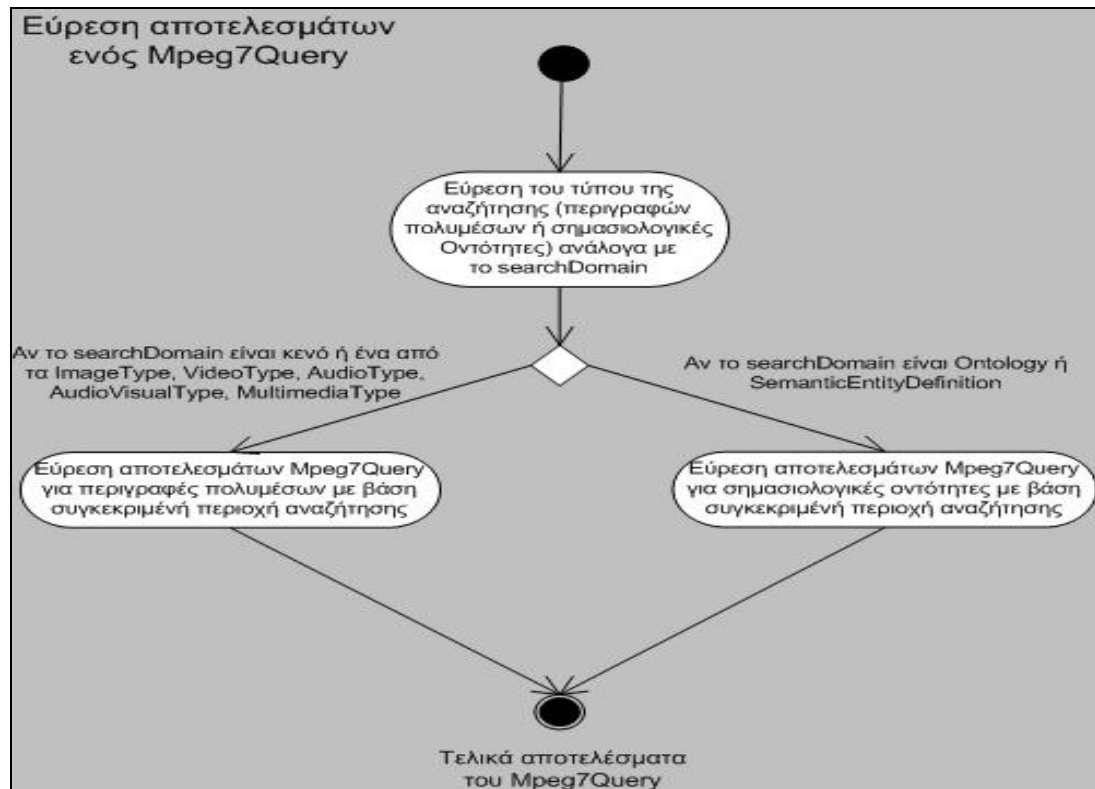 Εύρεση αποτελεσμάτων
ενός Mpeg7Query
Εύρεση του τύπου της
αναζήτησης (περιγραφών
πολυμέσων ή σημασιολογικές
Οντότητες) ανάλογα με
το searchDomain
Αν το searchDomain είναι κενό ή ένα από
τα ImageType, VideoType, AudioType,
AudioVisualType, MultimediaType
Αν το searchDomain είναι Ontology ή
SemanticEntityDefinition
Εύρεση αποτελεσμάτων Mpeg7Query
για περιγραφές πολυμέσων με βάση
συγκεκριμένη περιοχή αναζήτησης
Εύρεση αποτελεσμάτων Mpeg7Query
για σημασιολογικές οντότητες με βάση
συγκεκριμένη περιοχή αναζήτησης
Τελικά αποτελέσματα
του Mpeg7Query